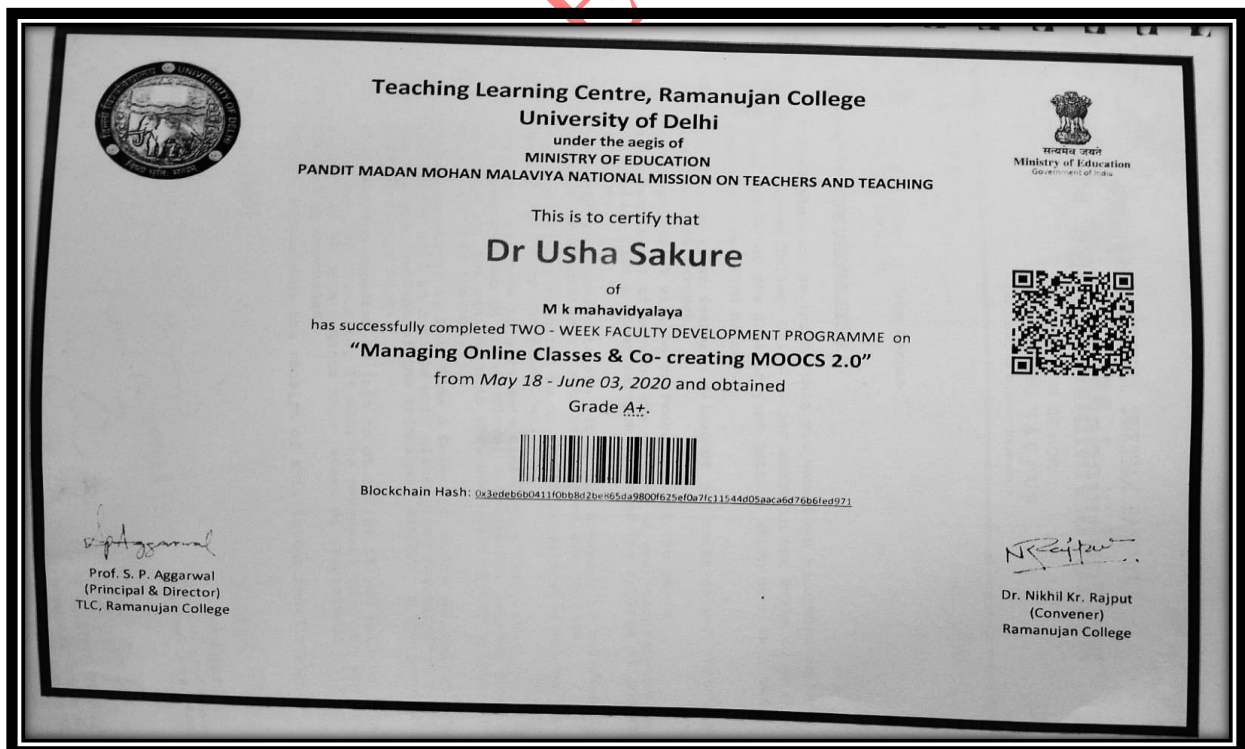 Teaching Learning Centre, Ramanujan College
University of Delhi
under the aegis of
MINISTRY OF EDUCATION
PANDIT MADAN MOHAN MALAVIYA NATIONAL MISSION ON TEACHERS AND TEACHING
UNIVERSITY OF DELHI
सत्यमेव जयते
Ministry of Education
Government of India
This is to certify that
Dr Usha Sakure
of
M k mahavidyalaya
has successfully completed TWO - WEEK FACULTY DEVELOPMENT PROGRAMME on
“Managing Online Classes & Co- creating MOOCS 2.0”
from May 18 - June 03, 2020 and obtained
Grade A+.
Blockchain Hash:
Prof. S. P. Aggarwal
(Principal & Director)
TLC, Ramanujan College
Dr. Nikhil Kr. Rajput
(Convener)
Ramanujan College